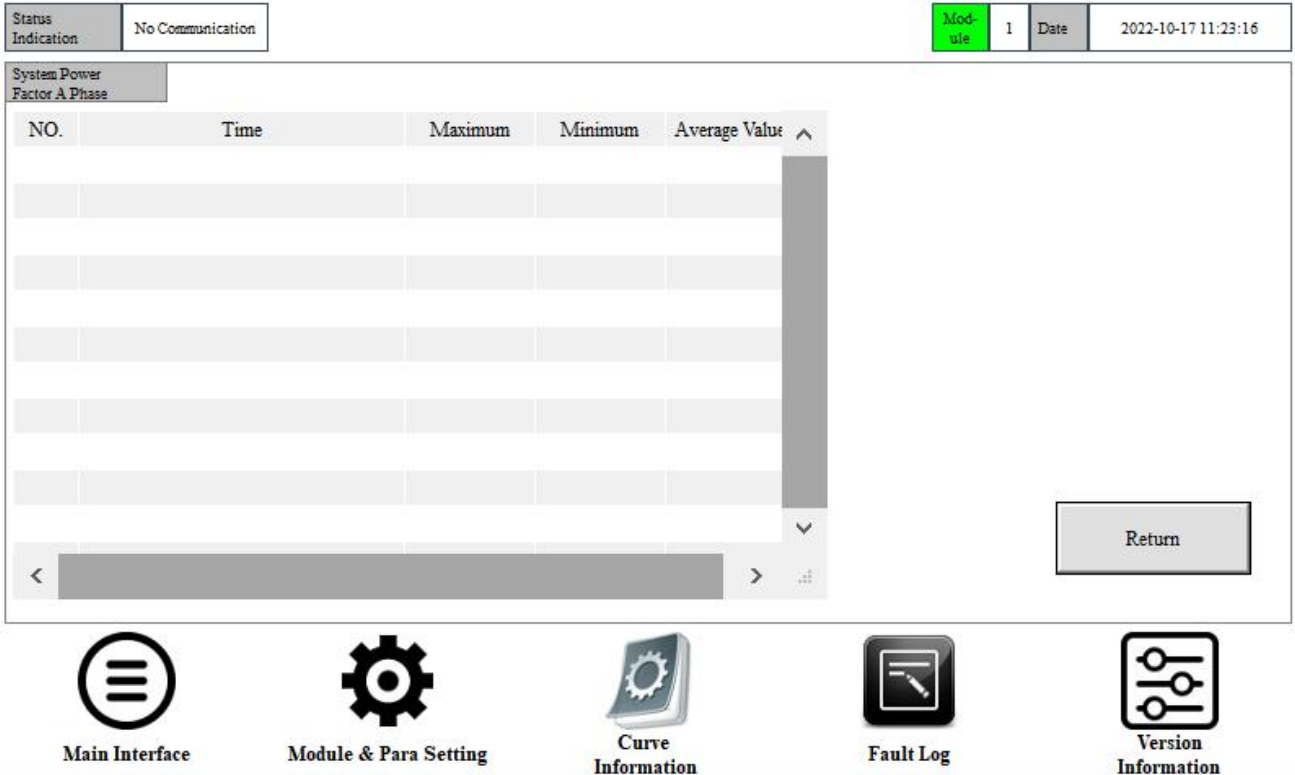 Status
Indication
No Communication
Mod-
ule
1
Date
2022-10-17 11:23:16
System Power
Factor A Phase
NO.
Time
Maximum
Minimum
Average Value
Return
Main Interface
Module & Para Setting
Curve
Information
Fault Log
Version
Information